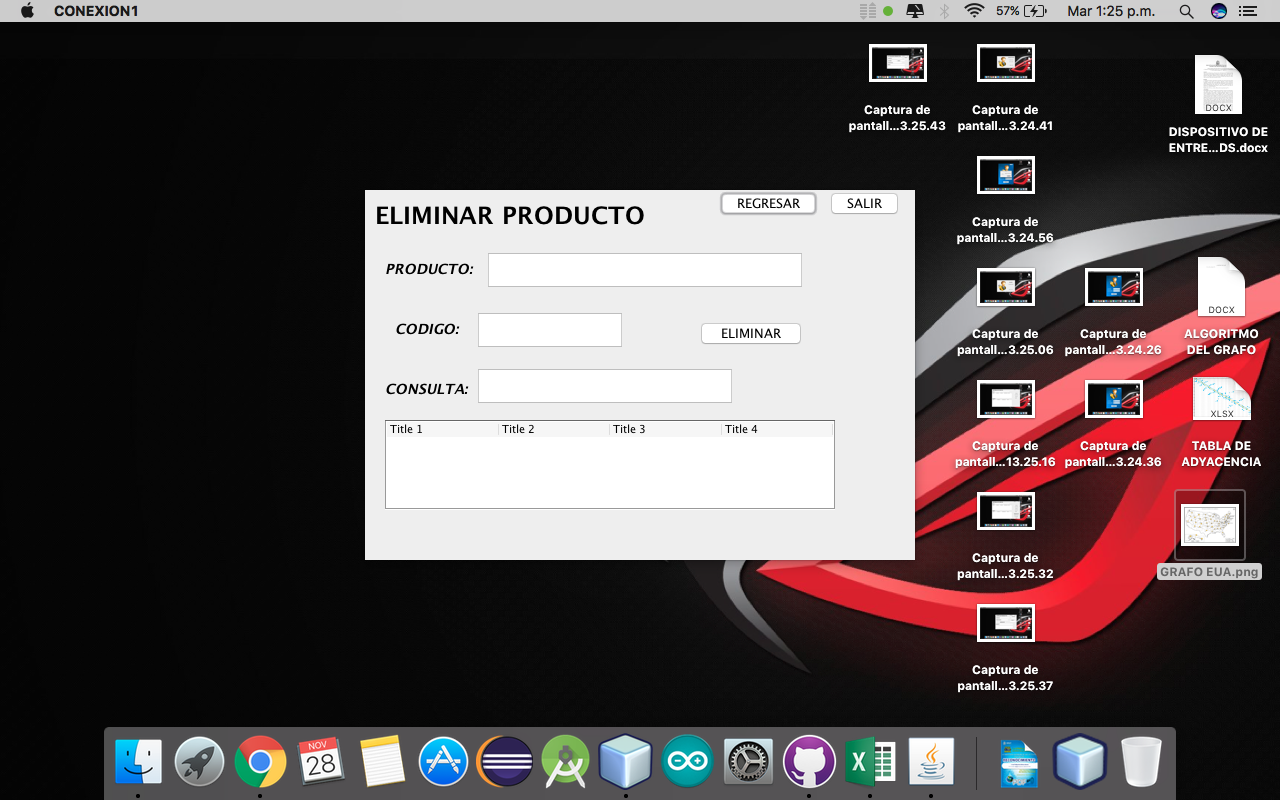 CONEXION1
57%
Mar 1:25 p.m.
Captura de
pantall...3.25.43
Captura de
pantall...3.24.41
DOCX
DISPOSITIVO DE
ENTRE...DS.docx
Captura de
pantall...3.24.56
Captura de
pantall...3.25.06
Captura de
pantall...3.24.26
DOCX
ALGORITMO
DEL GRAFO
Captura de
pantall...13.25.16
Captura de
pantall...3.24.36
XLSX
TABLA DE
ADYACENCIA
Captura de
pantall...3.25.32
GRAFO EUA.png
Captura de
pantall...3.25.37
ELIMINAR PRODUCTO
REGRESAR
SALIR
PRODUCTO:
CODIGO:
ELIMINAR
CONSULTA:
Title 1
Title 2
Title 3
Title 4
NOV
28